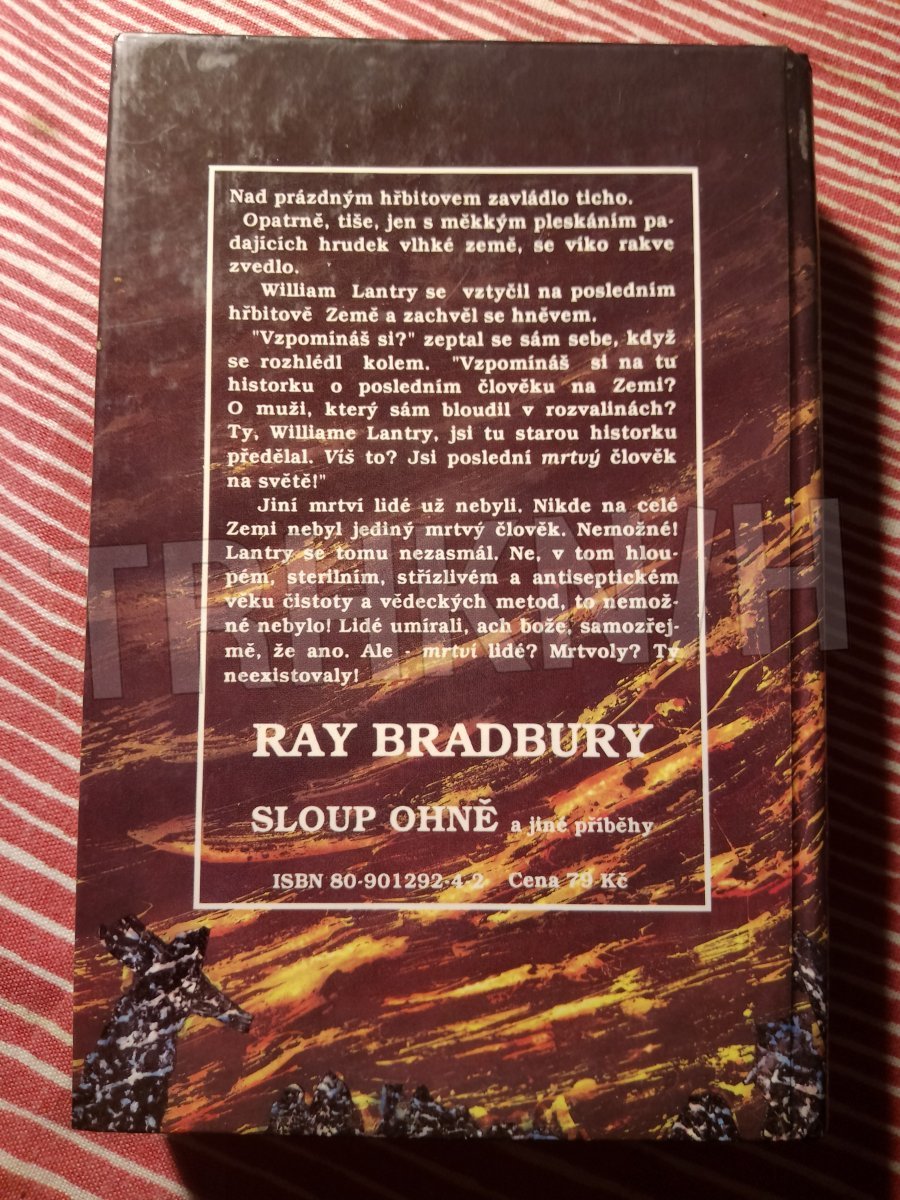 Nad prázdným hřbitovem zavládlo ticho.
Opatrně, tiše, jen s měkkým pleskáním pa-
dajících hrudek vlhké země, se víko rakve
zvedlo.
William Lantry se vztyčil na posledním
hřbitově Země a zachvěl se hněvem.
"Vzpomínáš si?" zeptal se sám sebe, když
se rozhlédl kolem. "Vzpomínáš si na tu
historku o posledním člověku na Zemi?
O muži, který sám bloudil v rozvalinách?
Ty, Williame Lantry, jsi tu starou historku
předělal. Víš to? Jsi poslední mrtvý člověk
na světě!"
Jiní mrtví lidé už nebyli. Nikde na celé
Zemi nebyl jediný mrtvý člověk. Nemožné!
Lantry se tomu nezasmál. Ne, v tom hlou-
pém, sterilním, střízlivém a antiseptickém
věku čistoty a vědeckých metod, to nemož-
né nebylo! Lidé umírali, ach bože, samozřej-
mě, že ano. Ale - mrtví lidé? Mrtvoly? Ty
neexistovaly!
RAY BRADBURY
SLOUP OHNĚ a jiné příběhy
ISBN 80-901292-4-2 Cena 79 Kč